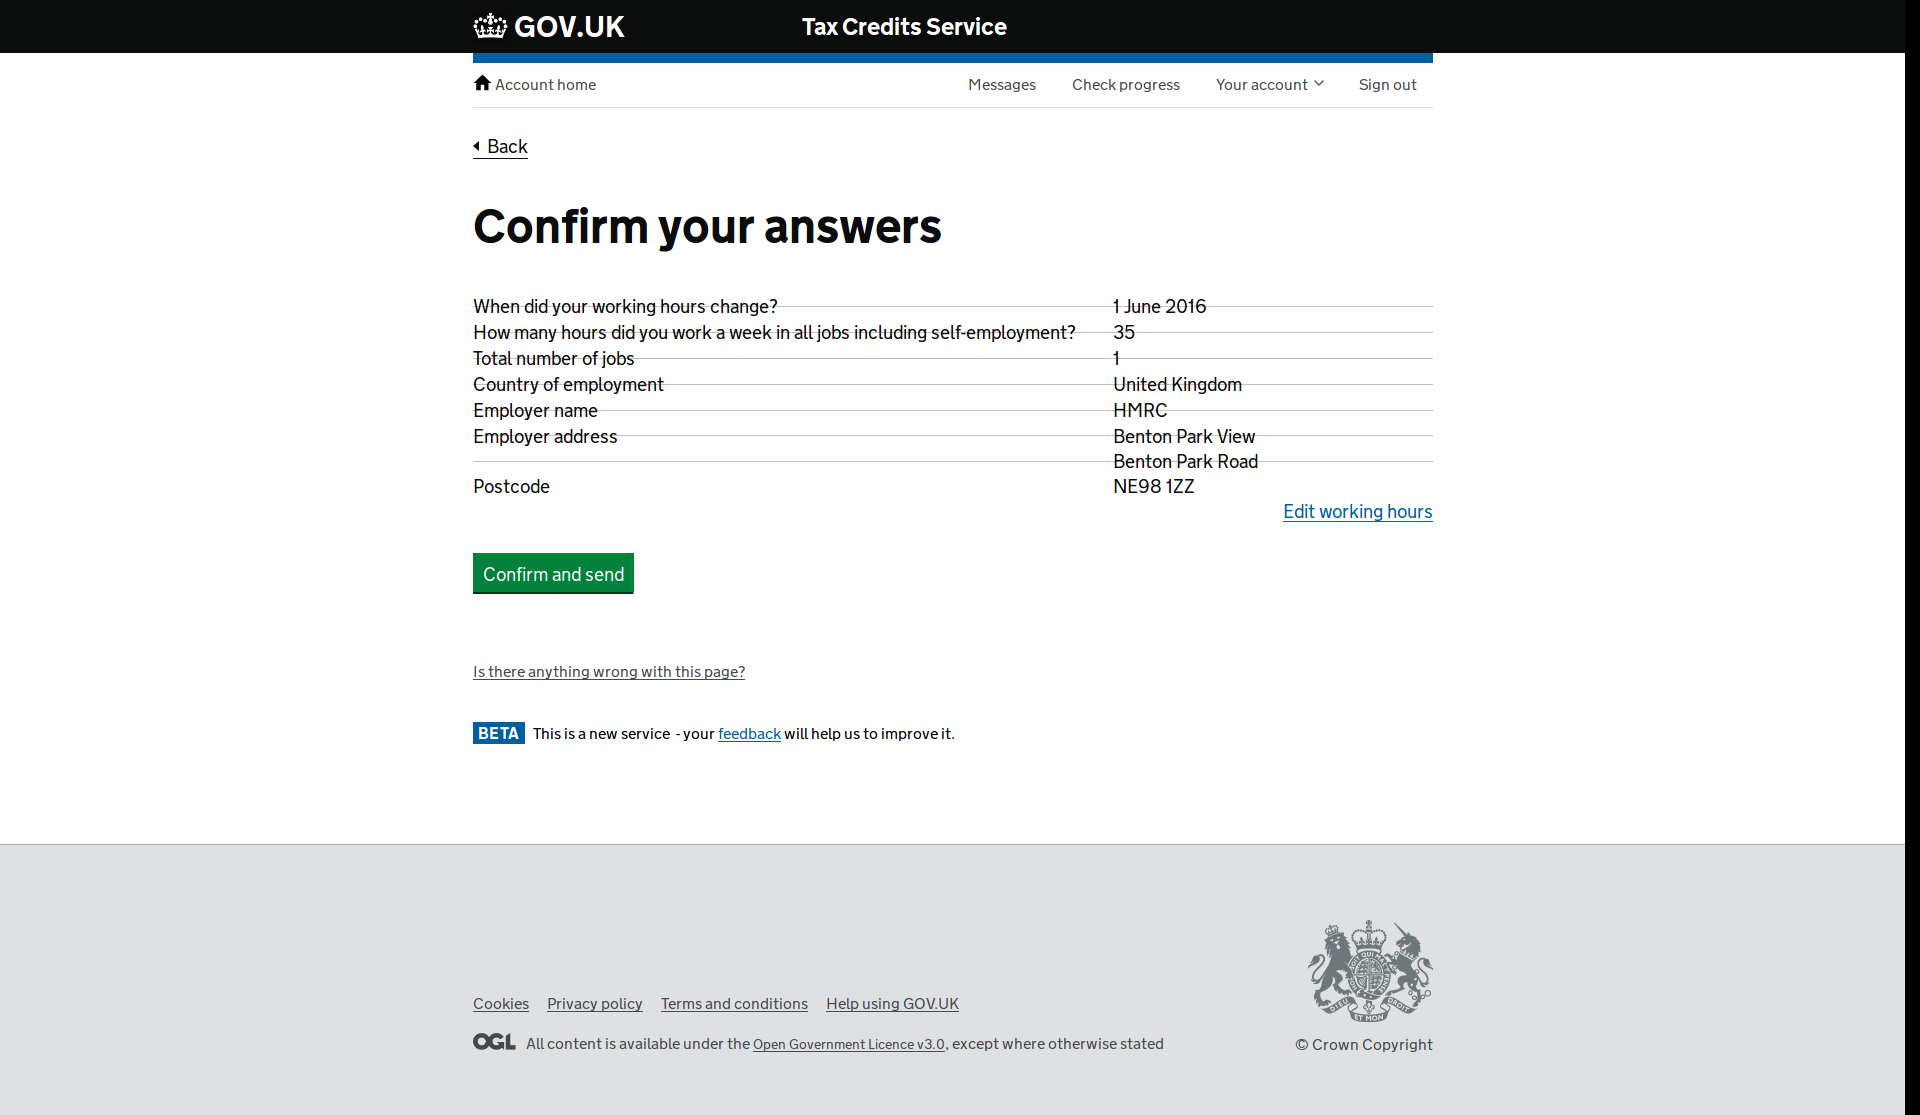 GOV.UK Tax Credits Service
Account home Messages Check progress Your account Sign out
Back
Confirm your answers
When did your working hours change? 1 June 2016
How many hours did you work a week in all jobs including self-employment? 35
Total number of jobs 1
Country of employment United Kingdom
Employer name HMRC
Employer address Benton Park View
Benton Park Road
Postcode NE98 1ZZ
Edit working hours
Confirm and send
Is there anything wrong with this page?
BETA This is a new service - your feedback will help us to improve it.
Cookies Privacy policy Terms and conditions Help using GOV.UK
OGL All content is available under the Open Government Licence v3.0, except where otherwise stated
© Crown Copyright
DIEU ET MON DROIT